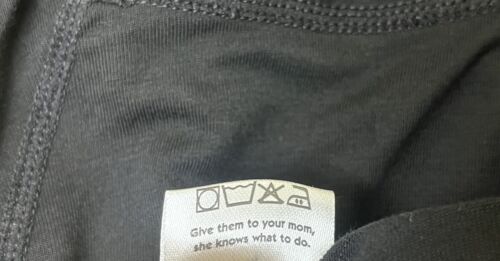 Give them to your mom,
she knows what to do.